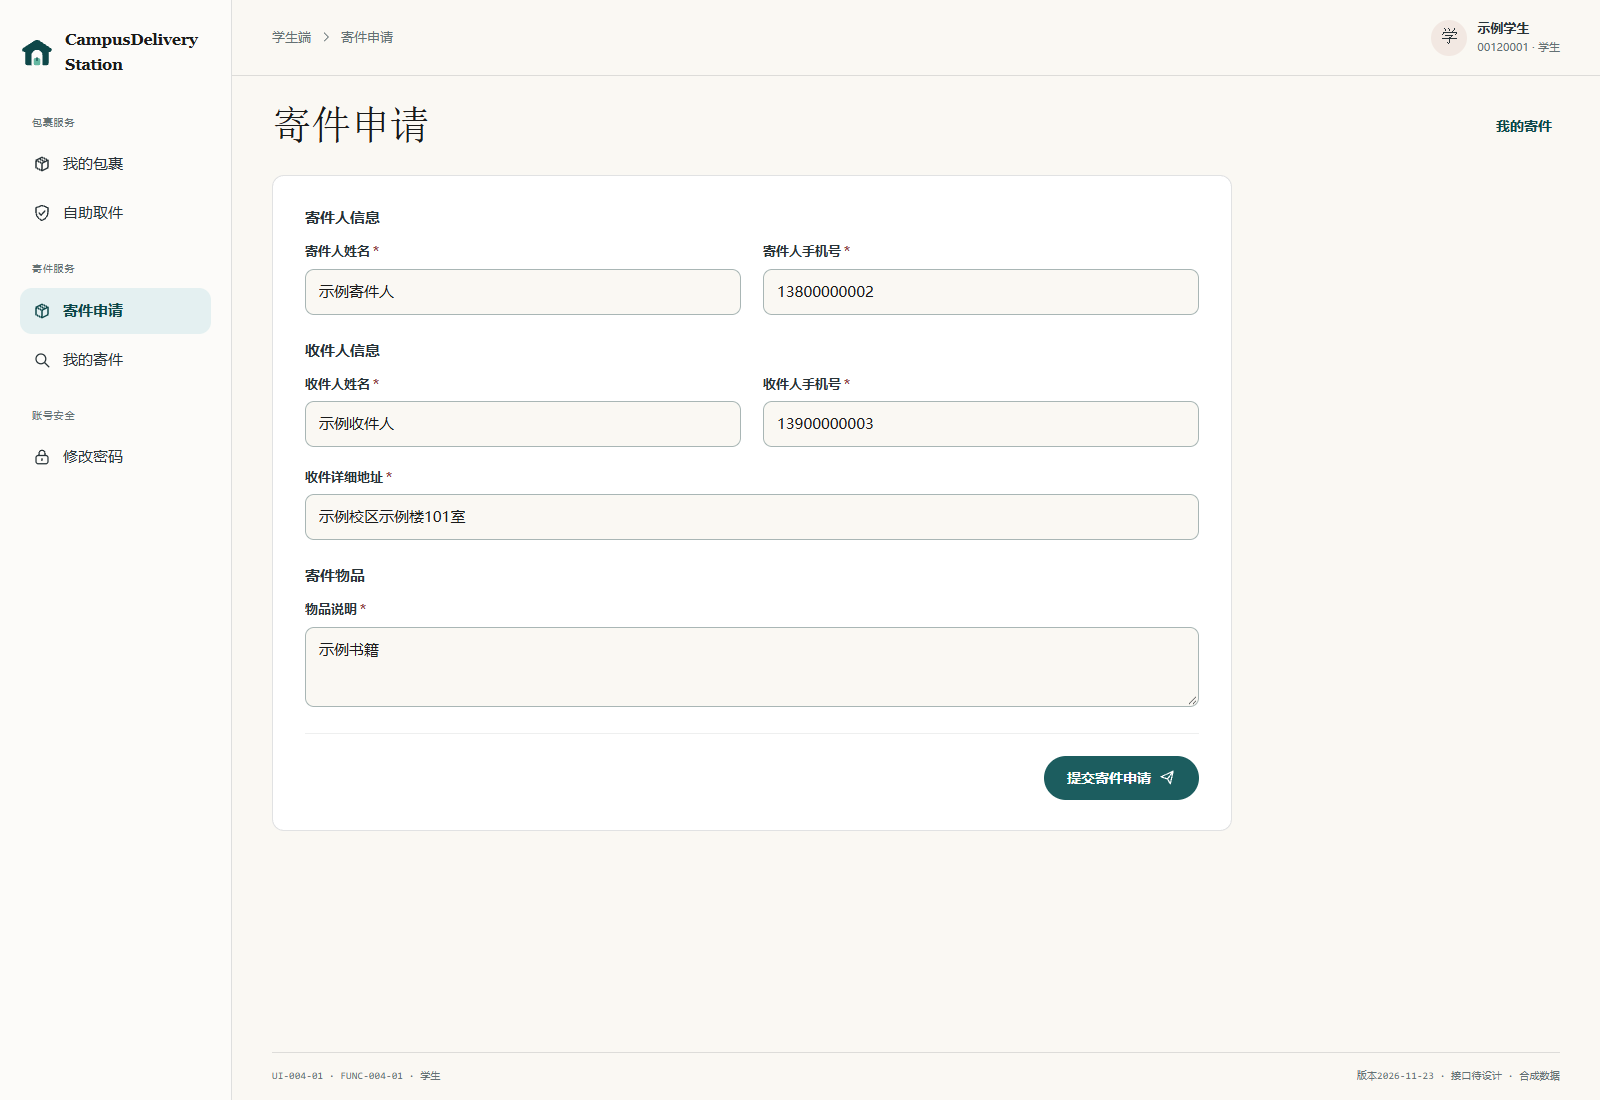 CampusDelivery
Station
包裹服务
我的包裹
自助取件
寄件服务
寄件申请
我的寄件
账号安全
修改密码
学生端 > 寄件申请
学
示例学生
00120001 · 学生
寄件申请
我的寄件
寄件人信息
寄件人姓名 *
寄件人手机号 *
示例寄件人
13800000002
收件人信息
收件人姓名 *
收件人手机号 *
示例收件人
13900000003
收件详细地址 *
示例校区示例楼101室
寄件物品
物品说明 *
示例书籍
提交寄件申请
UI-004-01 · FUNC-004-01 · 学生
版本2026-11-23 · 接口待设计 · 合成数据